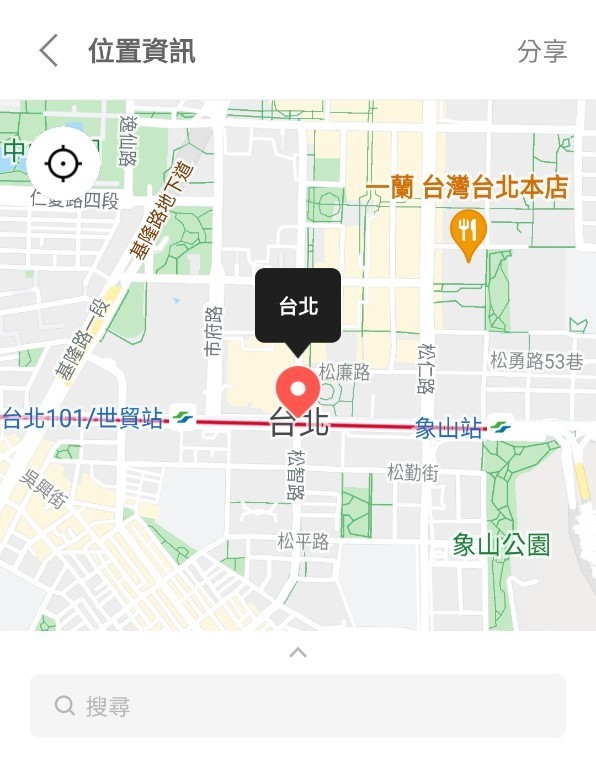 位置資訊
分享
中
逸仙路
仁愛路四段
基隆路地下道
一蘭 台灣台北本店
台北
基隆路一段
市府路
松廉路
松仁路
松勇路53巷
台北101/世貿站
台北
象山站
吳興街
松智路
松勤街
松平路
象山公園
搜尋